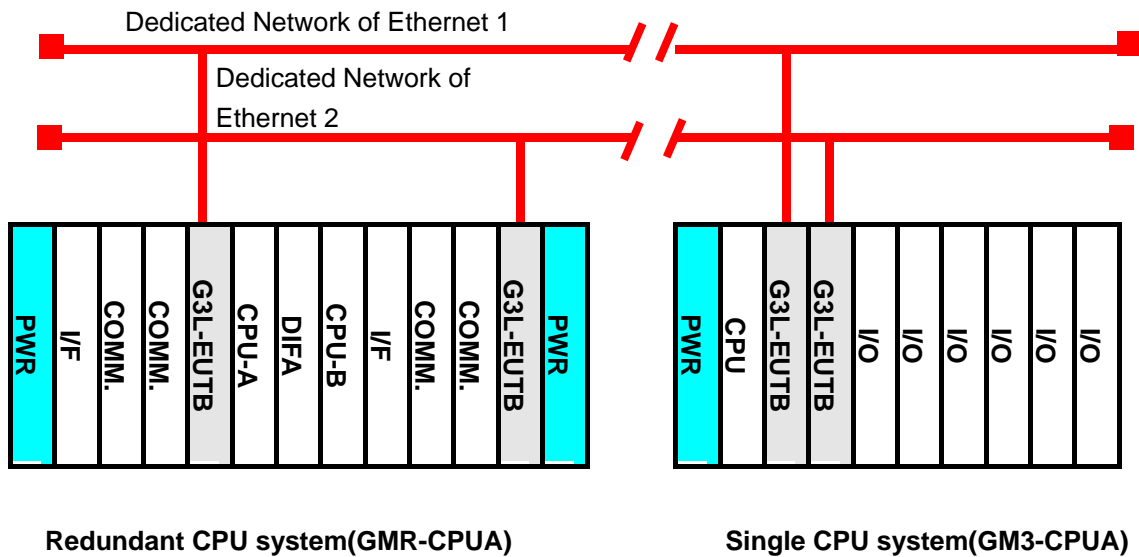 Dedicated Network of Ethernet 1
Dedicated Network of
Ethernet 2
PWR
I/F
COMM.
COMM.
G3L-EUTB
CPU-A
DIFA
CPU-B
I/F
COMM.
COMM.
G3L-EUTB
PWR
PWR
CPU
G3L-EUTB
G3L-EUTB
I/O
I/O
I/O
I/O
I/O
I/O
Redundant CPU system(GMR-CPUA)
Single CPU system(GM3-CPUA)